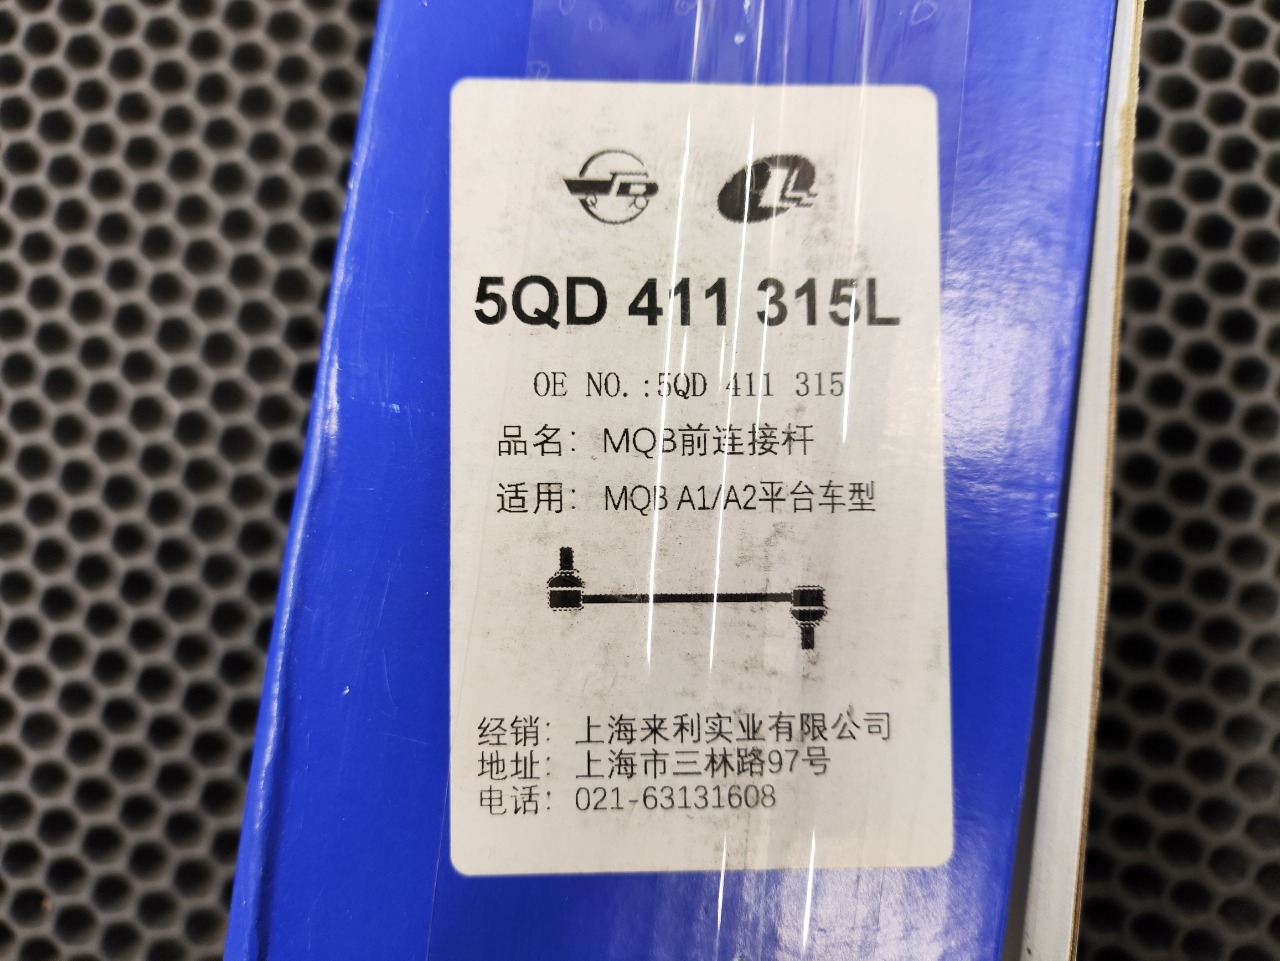 5QD 411 315L
OE NO.:5QD 411 315
品名：MQB前连接杆
适用：MQB A1/A2平台车型
经销：上海来利实业有限公司
地址：上海市三林路97号
电话：021-63131608